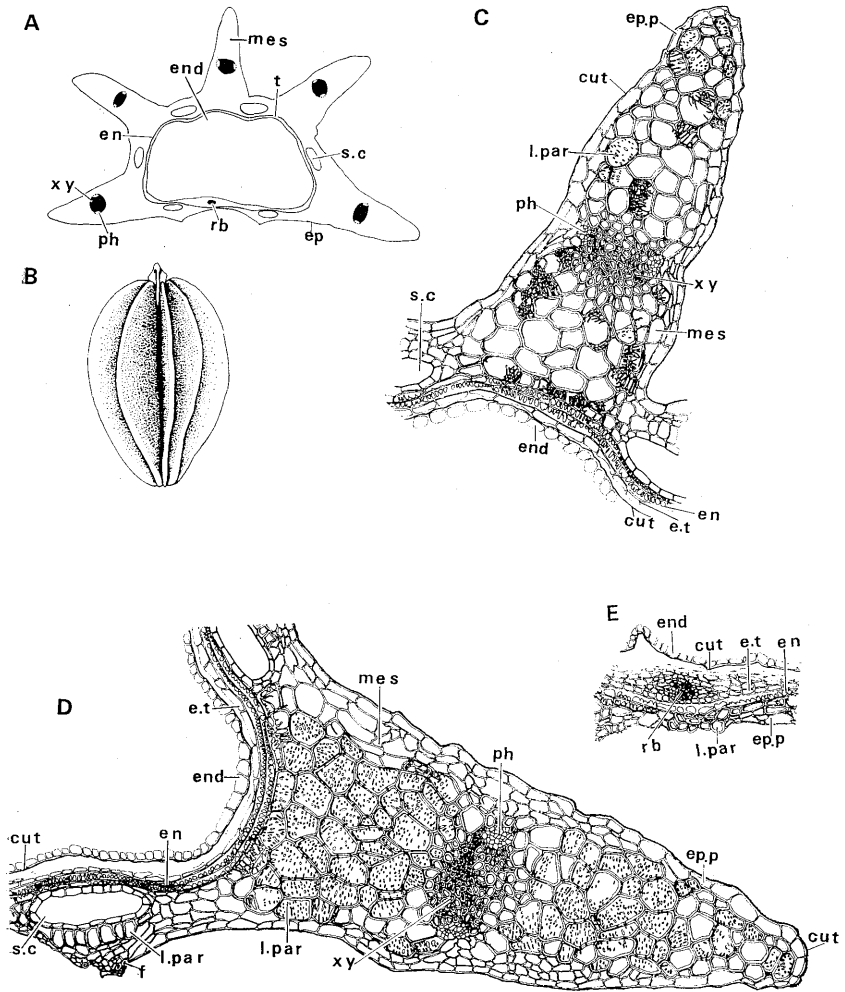 A
mes
end
t
en
s.c
xy
ph
rb
ep
B
C
ep.p
cut
l.par
ph
xy
s.c
mes
end
en
cut
e.t
D
mes
e.t
ph
end
en
cut
ep.p
s.c
l.par
f
l.par
xy
cut
E
end
cut
e.t
en
rb
l.par
ep.p